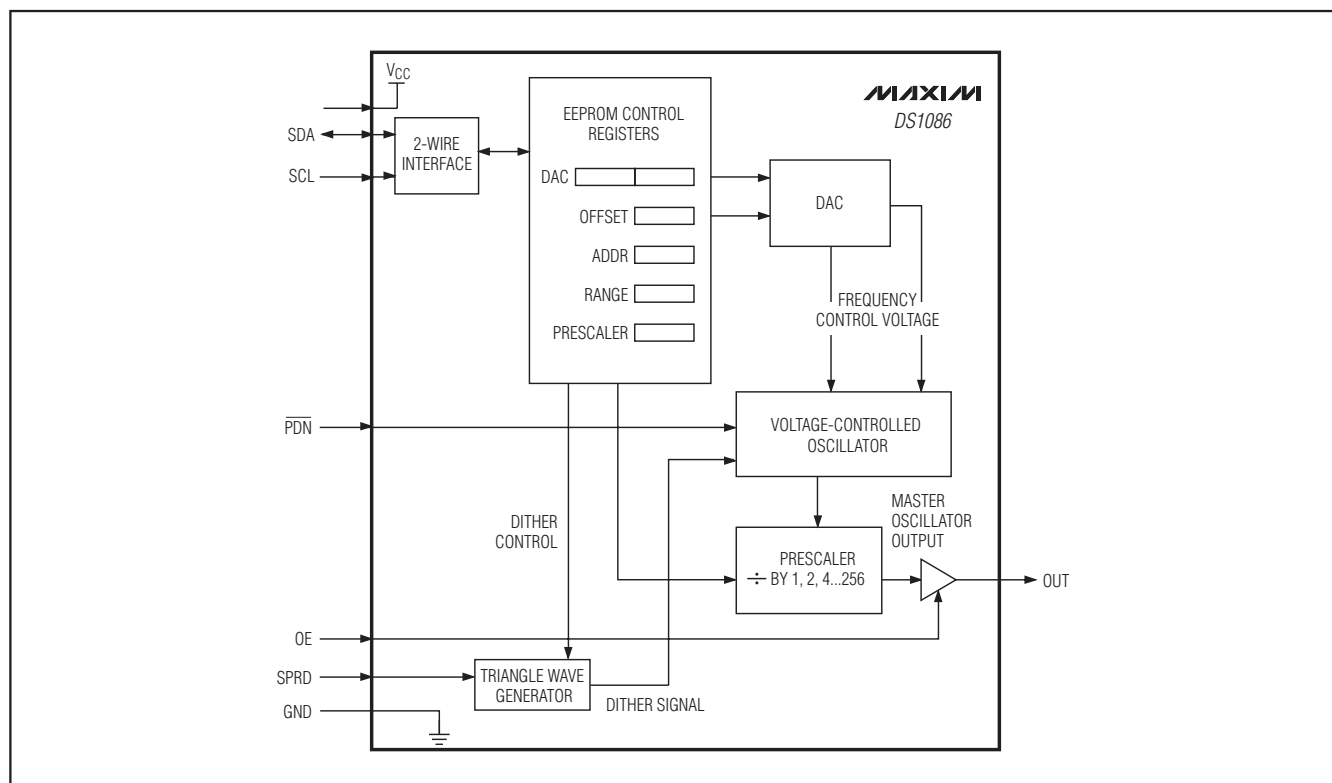 VCC
SDA
SCL
2-WIRE
INTERFACE
EEPROM CONTROL
REGISTERS
DAC
OFFSET
ADDR
RANGE
PRESCALER
MAXIM
DS1086
DAC
FREQUENCY
CONTROL VOLTAGE
PDN
VOLTAGE-CONTROLLED
OSCILLATOR
DITHER
CONTROL
MASTER
OSCILLATOR
OUTPUT
PRESCALER
÷ BY 1, 2, 4...256
OUT
OE
SPRD
GND
TRIANGLE WAVE
GENERATOR
DITHER SIGNAL